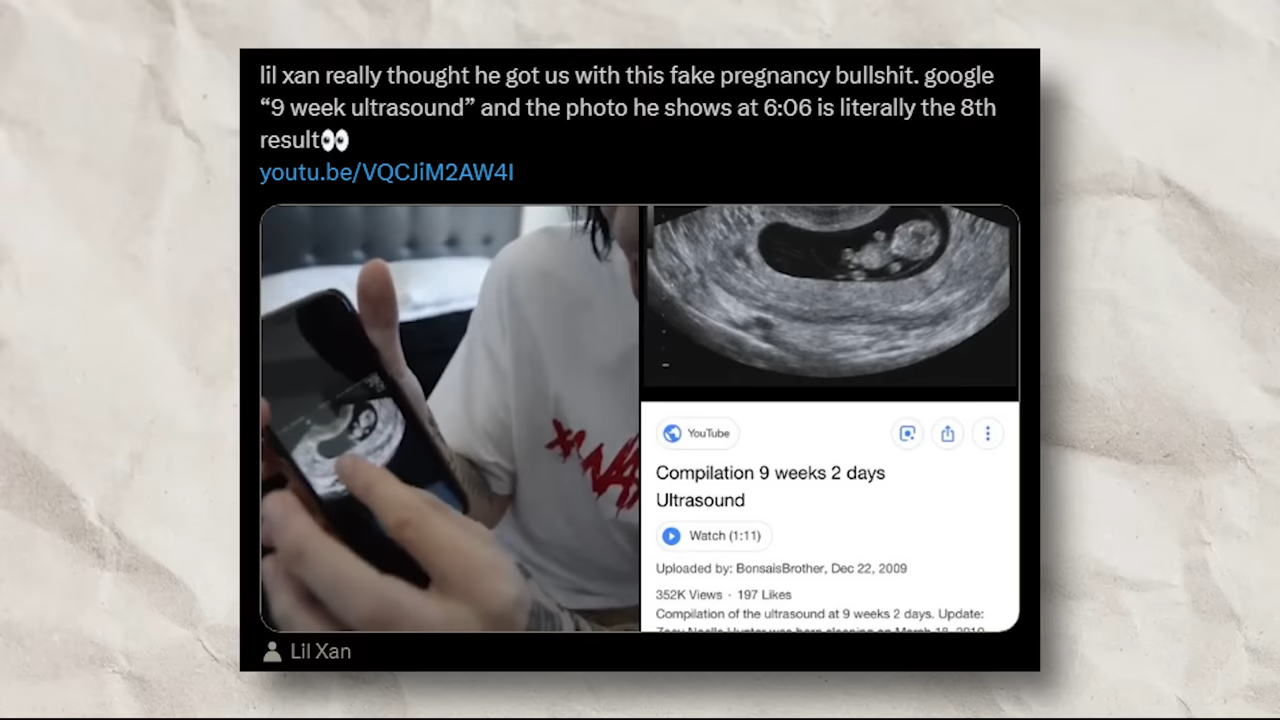 lil xan really thought he got us with this fake pregnancy bullshit. google
“9 week ultrasound” and the photo he shows at 6:06 is literally the 8th
result👀
youtu.be/VQCJiM2AW4I
YouTube
Compilation 9 weeks 2 days
Ultrasound
Watch (1:11)
Uploaded by: BonsaisBrother, Dec 22, 2009
352K Views · 197 Likes
Compilation of the ultrasound at 9 weeks 2 days. Update:
Lil Xan